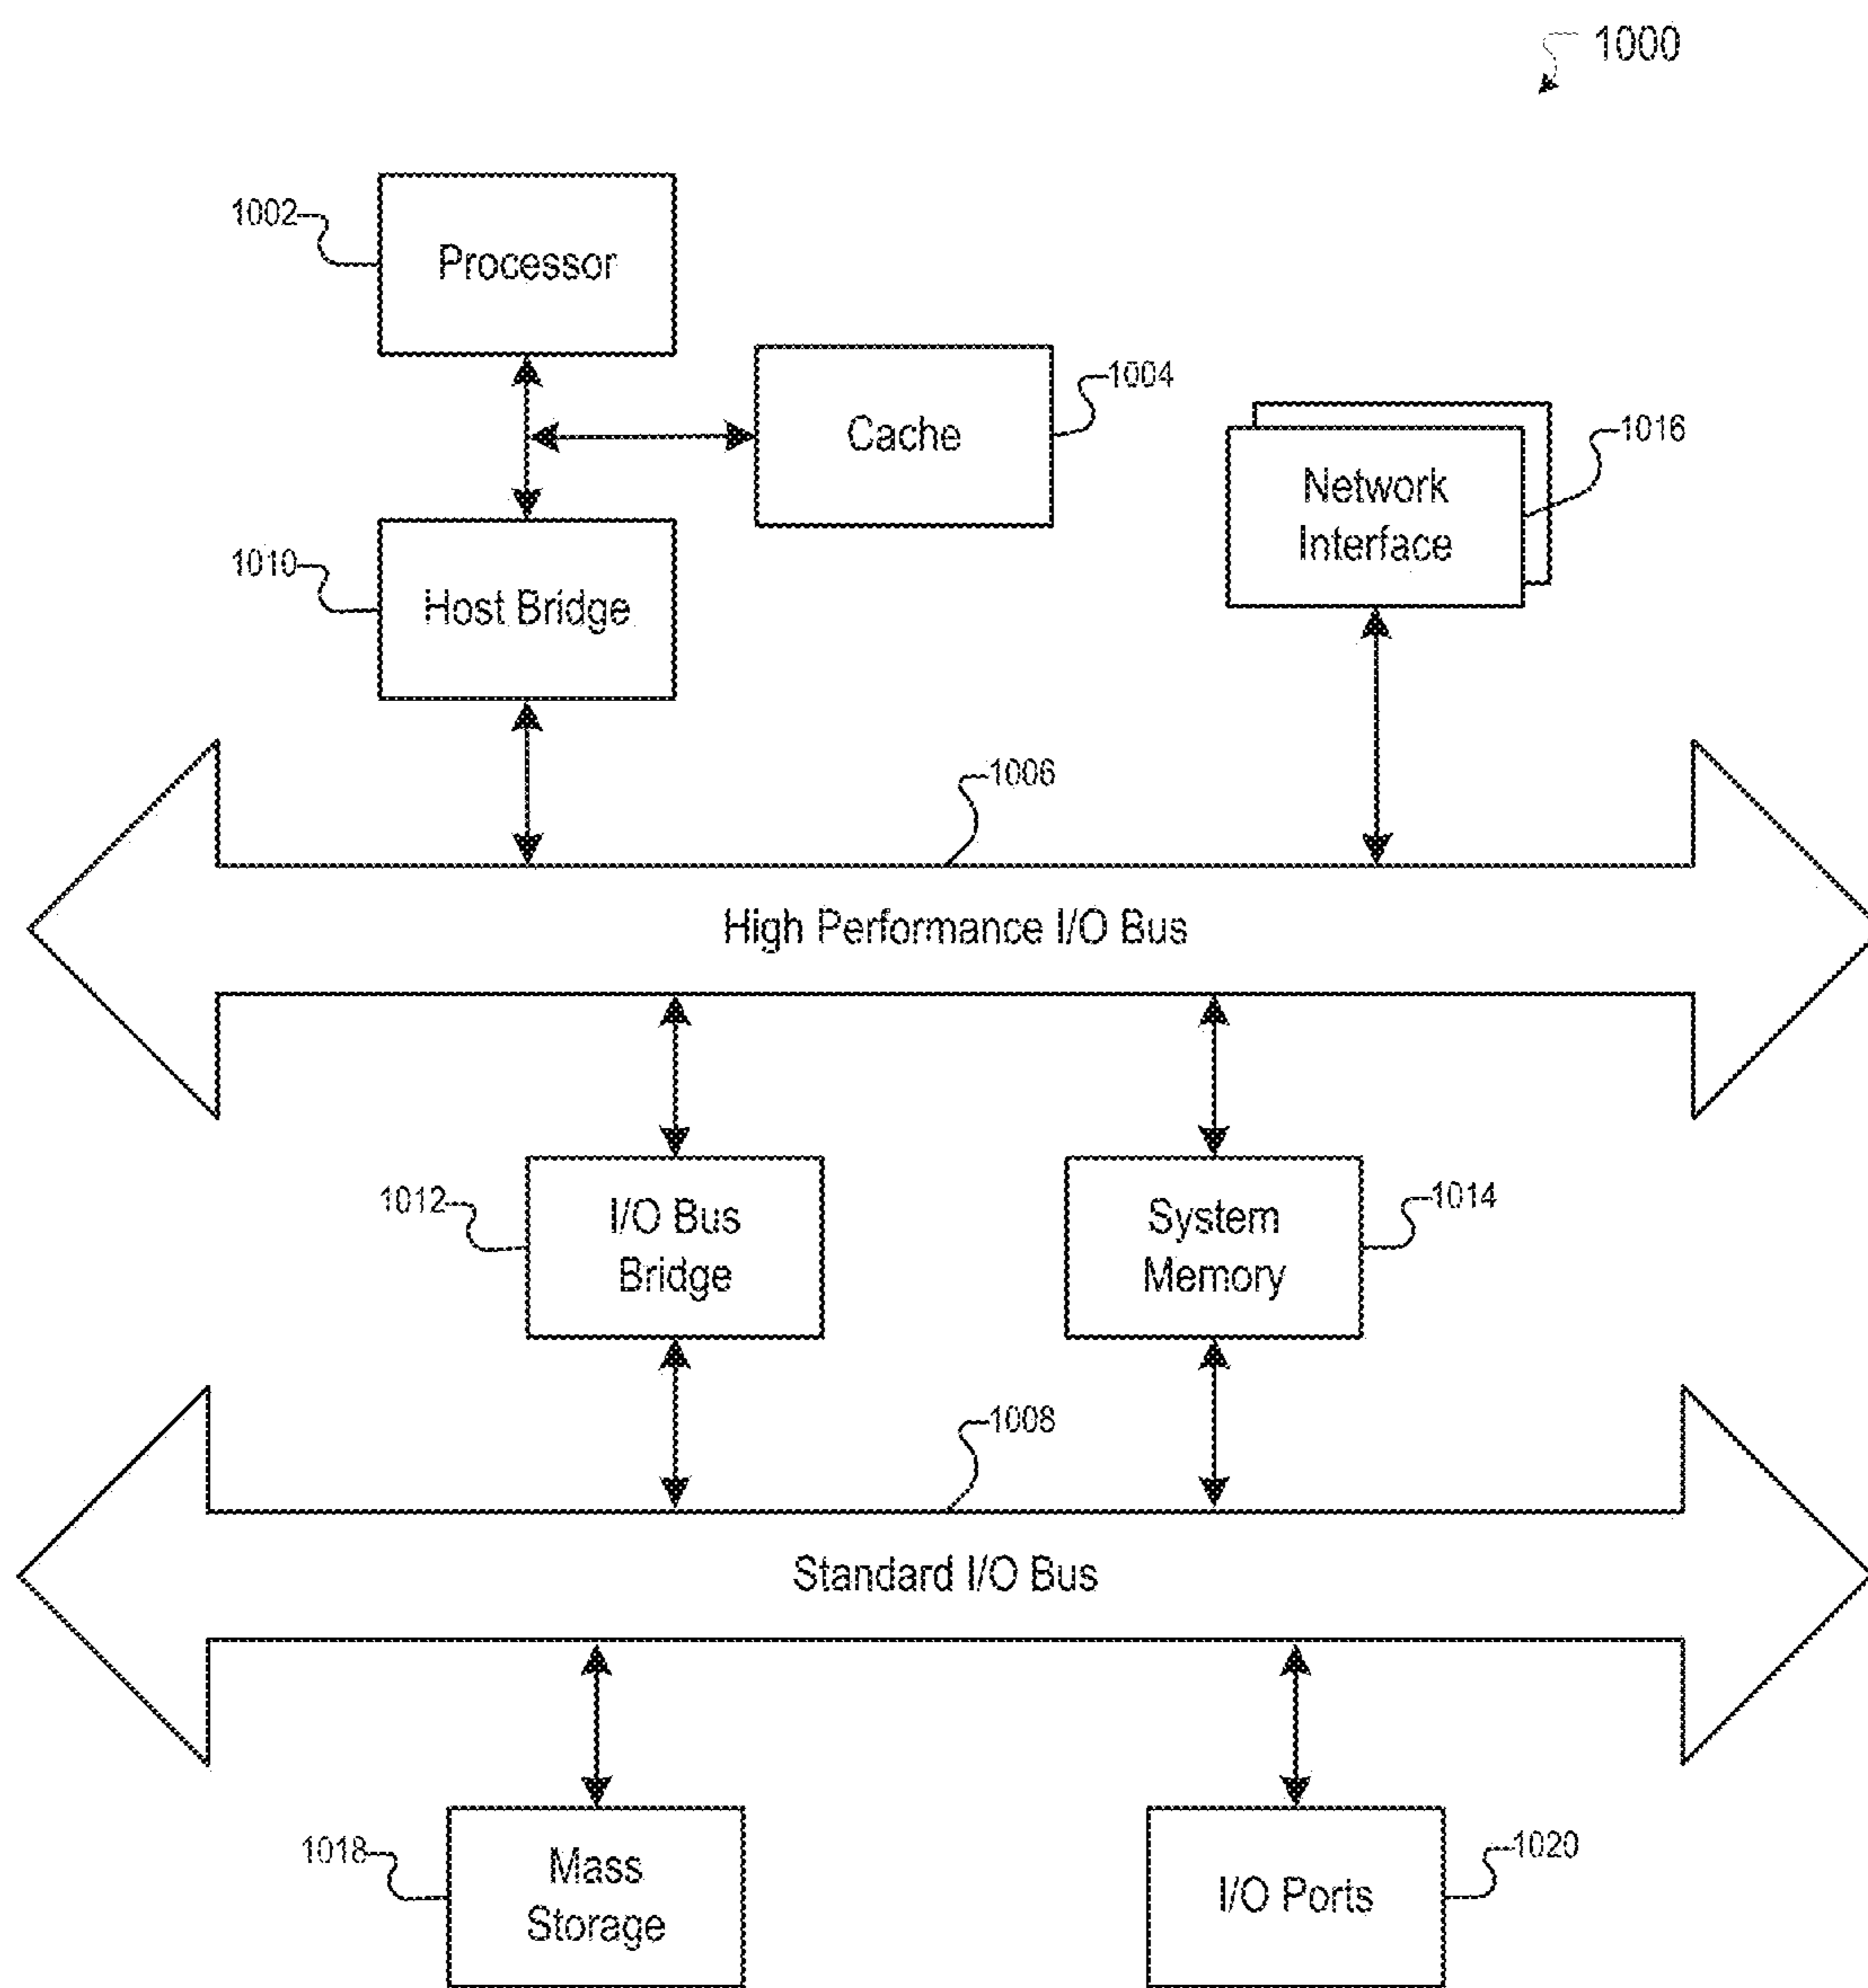 1000
1002
Processor
1004
Cache
1016
Network
Interface
1010
Host Bridge
1006
High Performance I/O Bus
1012
I/O Bus
Bridge
System
Memory
1014
1008
Standard I/O Bus
1018
Mass
Storage
I/O Ports
1020